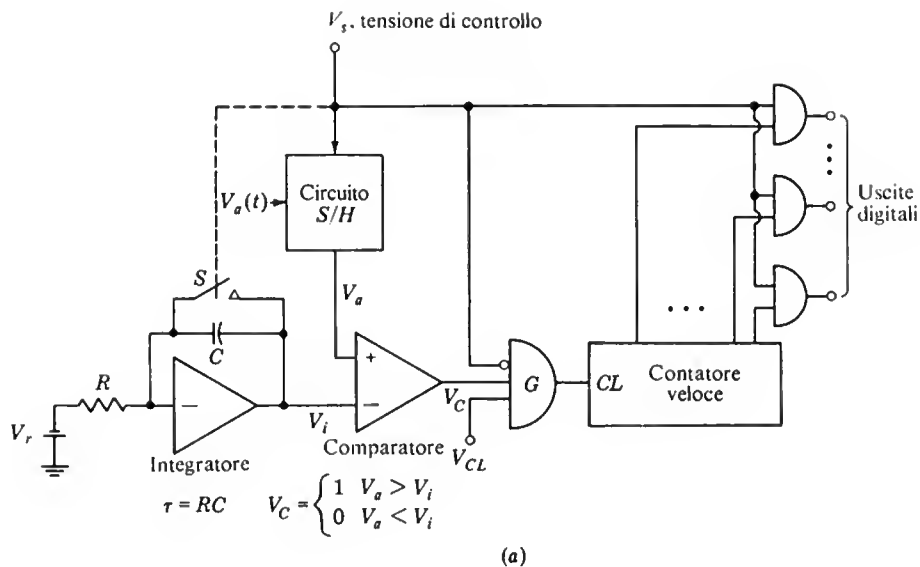 V_s, tensione di controllo
V_a(t)
Circuito
S/H
Uscite
digitali
S
V_a
C
R
+
−
G
CL
Contatore
veloce
V_r
−
V_i
V_C
Comparatore
V_CL
Integratore
τ = RC
V_C = { 1 V_a > V_i
0 V_a < V_i
(a)